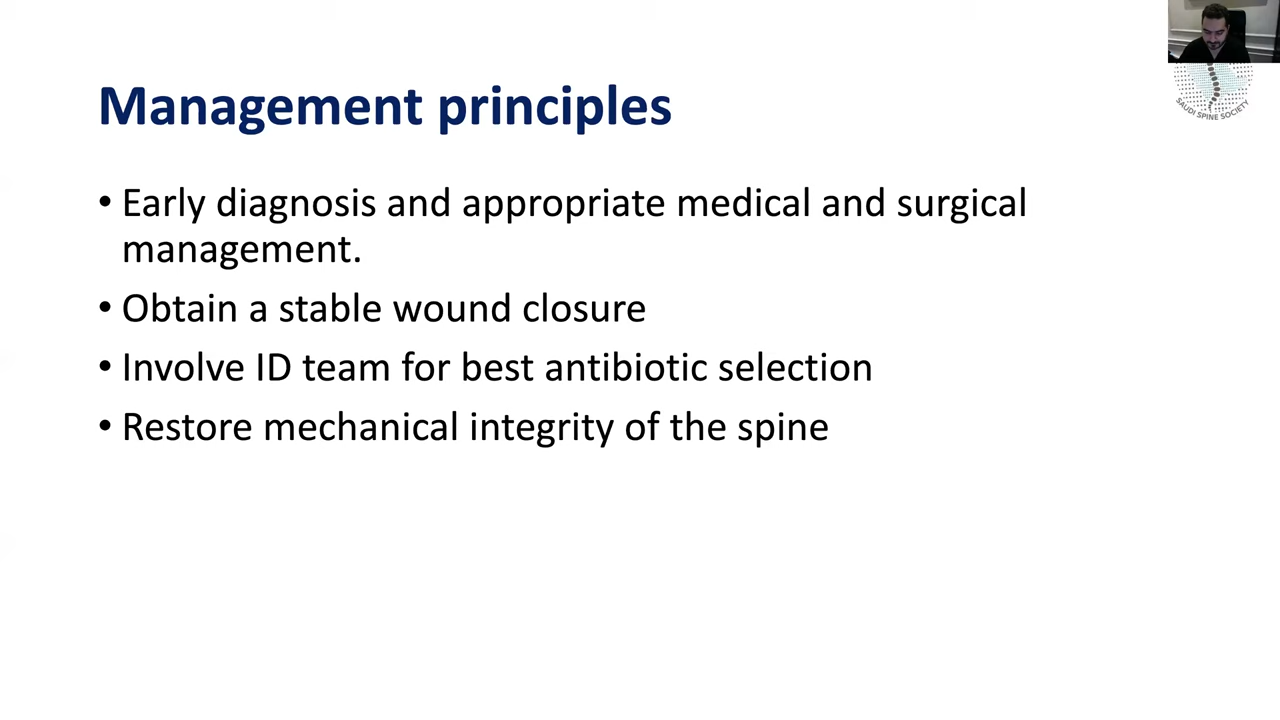 SAUDI SPINE SOCIETY
Management principles
• Early diagnosis and appropriate medical and surgical
management.
• Obtain a stable wound closure
• Involve ID team for best antibiotic selection
• Restore mechanical integrity of the spine